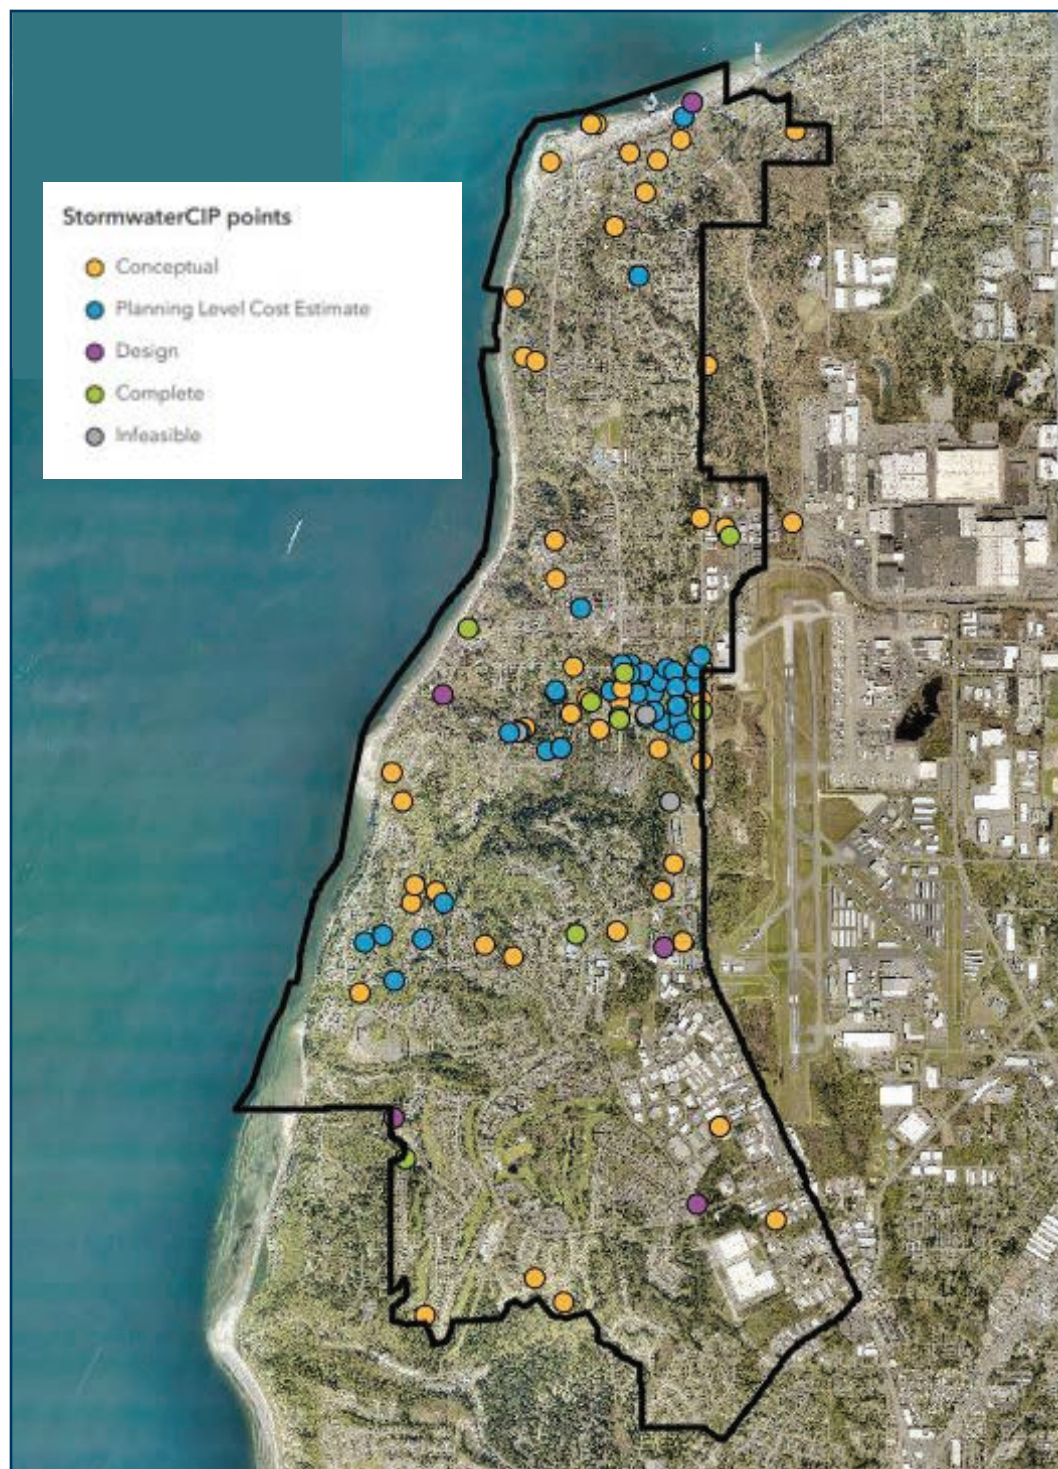 StormwaterCIP points
Conceptual
Planning Level Cost Estimate
Design
Complete
Infeasible